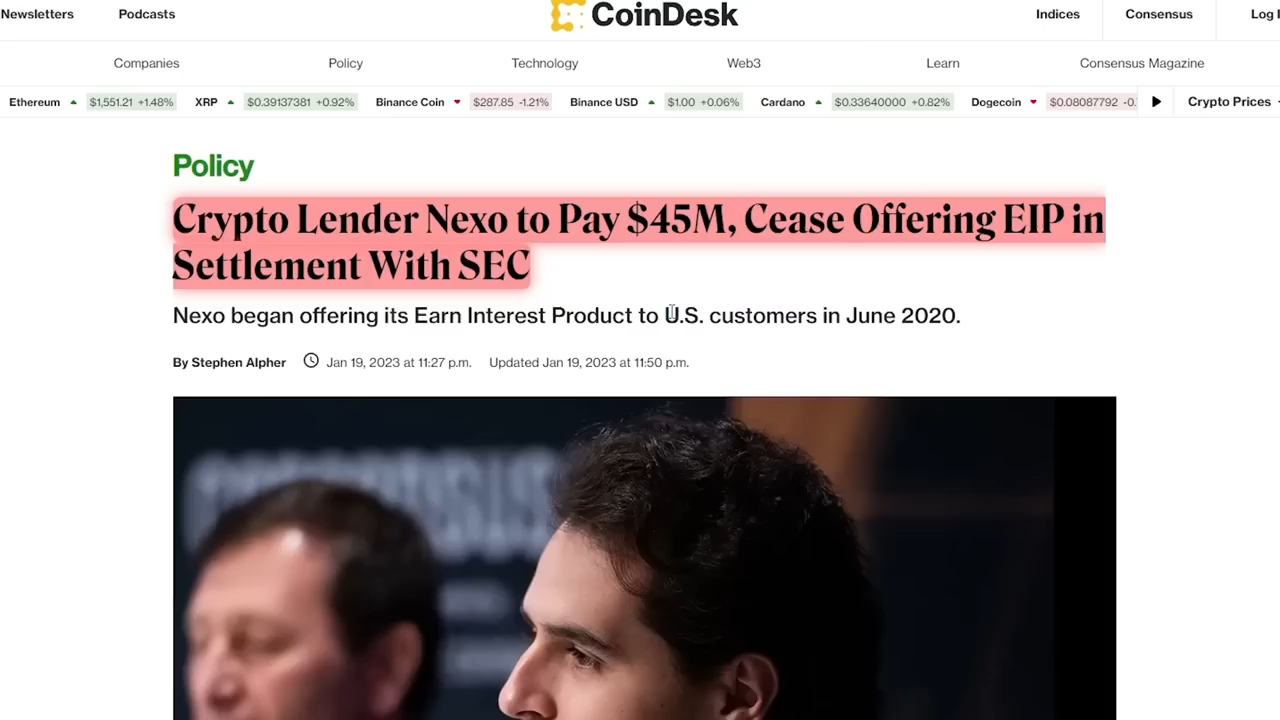 Newsletters Podcasts CoinDesk Indices Consensus Log
Companies Policy Technology Web3 Learn Consensus Magazine
Ethereum $1,551.21 +1.48% XRP $0.39137381 +0.92% Binance Coin $287.85 -1.21% Binance USD $1.00 +0.06% Cardano $0.33640000 +0.82% Dogecoin $0.08087792 -0. Crypto Prices
Policy
Crypto Lender Nexo to Pay $45M, Cease Offering EIP in
Settlement With SEC
Nexo began offering its Earn Interest Product to U.S. customers in June 2020.
By Stephen Alpher Jan 19, 2023 at 11:27 p.m. Updated Jan 19, 2023 at 11:50 p.m.